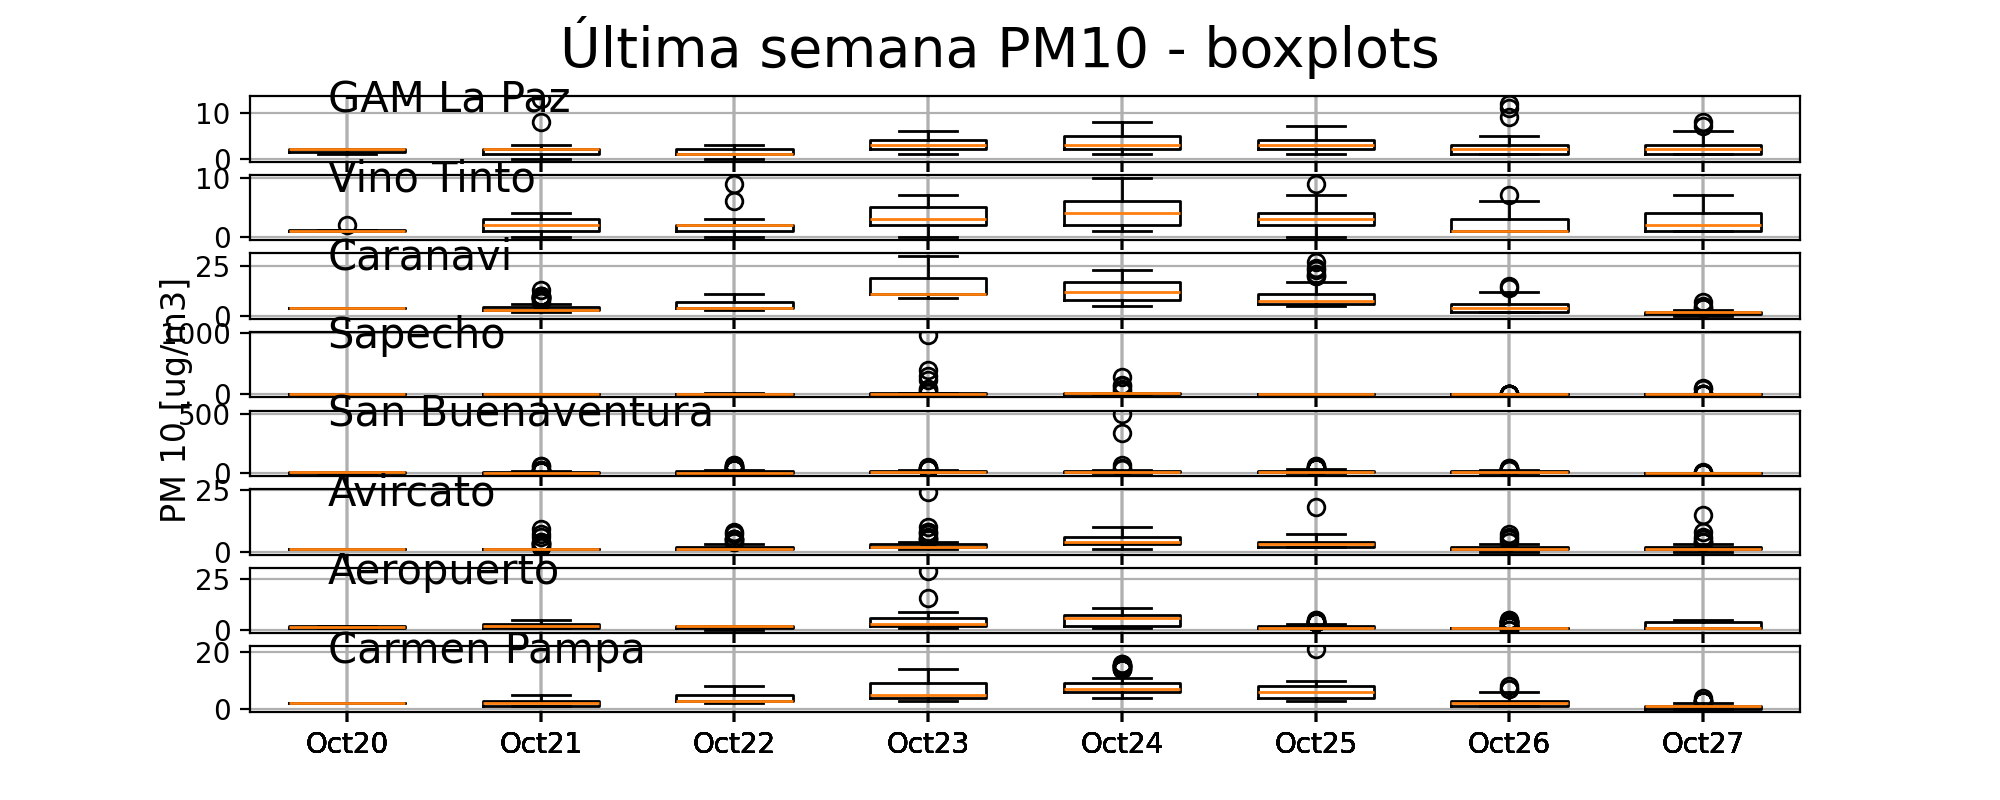 Última semana PM10 - boxplots
GAM La Paz
10
0
Vino Tinto
10
0
Caranavi
25
0
Sapecho
1000
0
San Buenaventura
500
0
Avircato
25
0
Aeropuerto
25
0
Carmen Pampa
20
0
PM 10 [ug/m3]
Oct20 Oct21 Oct22 Oct23 Oct24 Oct25 Oct26 Oct27